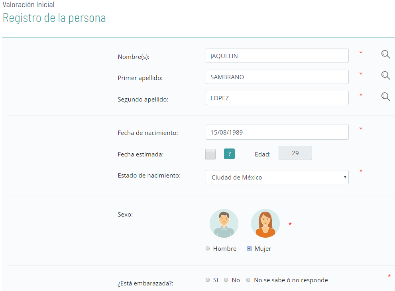 Valoración Inicial
Registro de la persona
Nombre(s): JAQUELIN *
Primer apellido: SAMBRANO *
Segundo apellido: LOPEZ *
Fecha de nacimiento: 15/08/1989 *
Fecha estimada: ? Edad: 29
Estado de nacimiento: Ciudad de México *
Sexo: *
Hombre Mujer
¿Está embarazada?: Sí No No se sabe ó no responde *